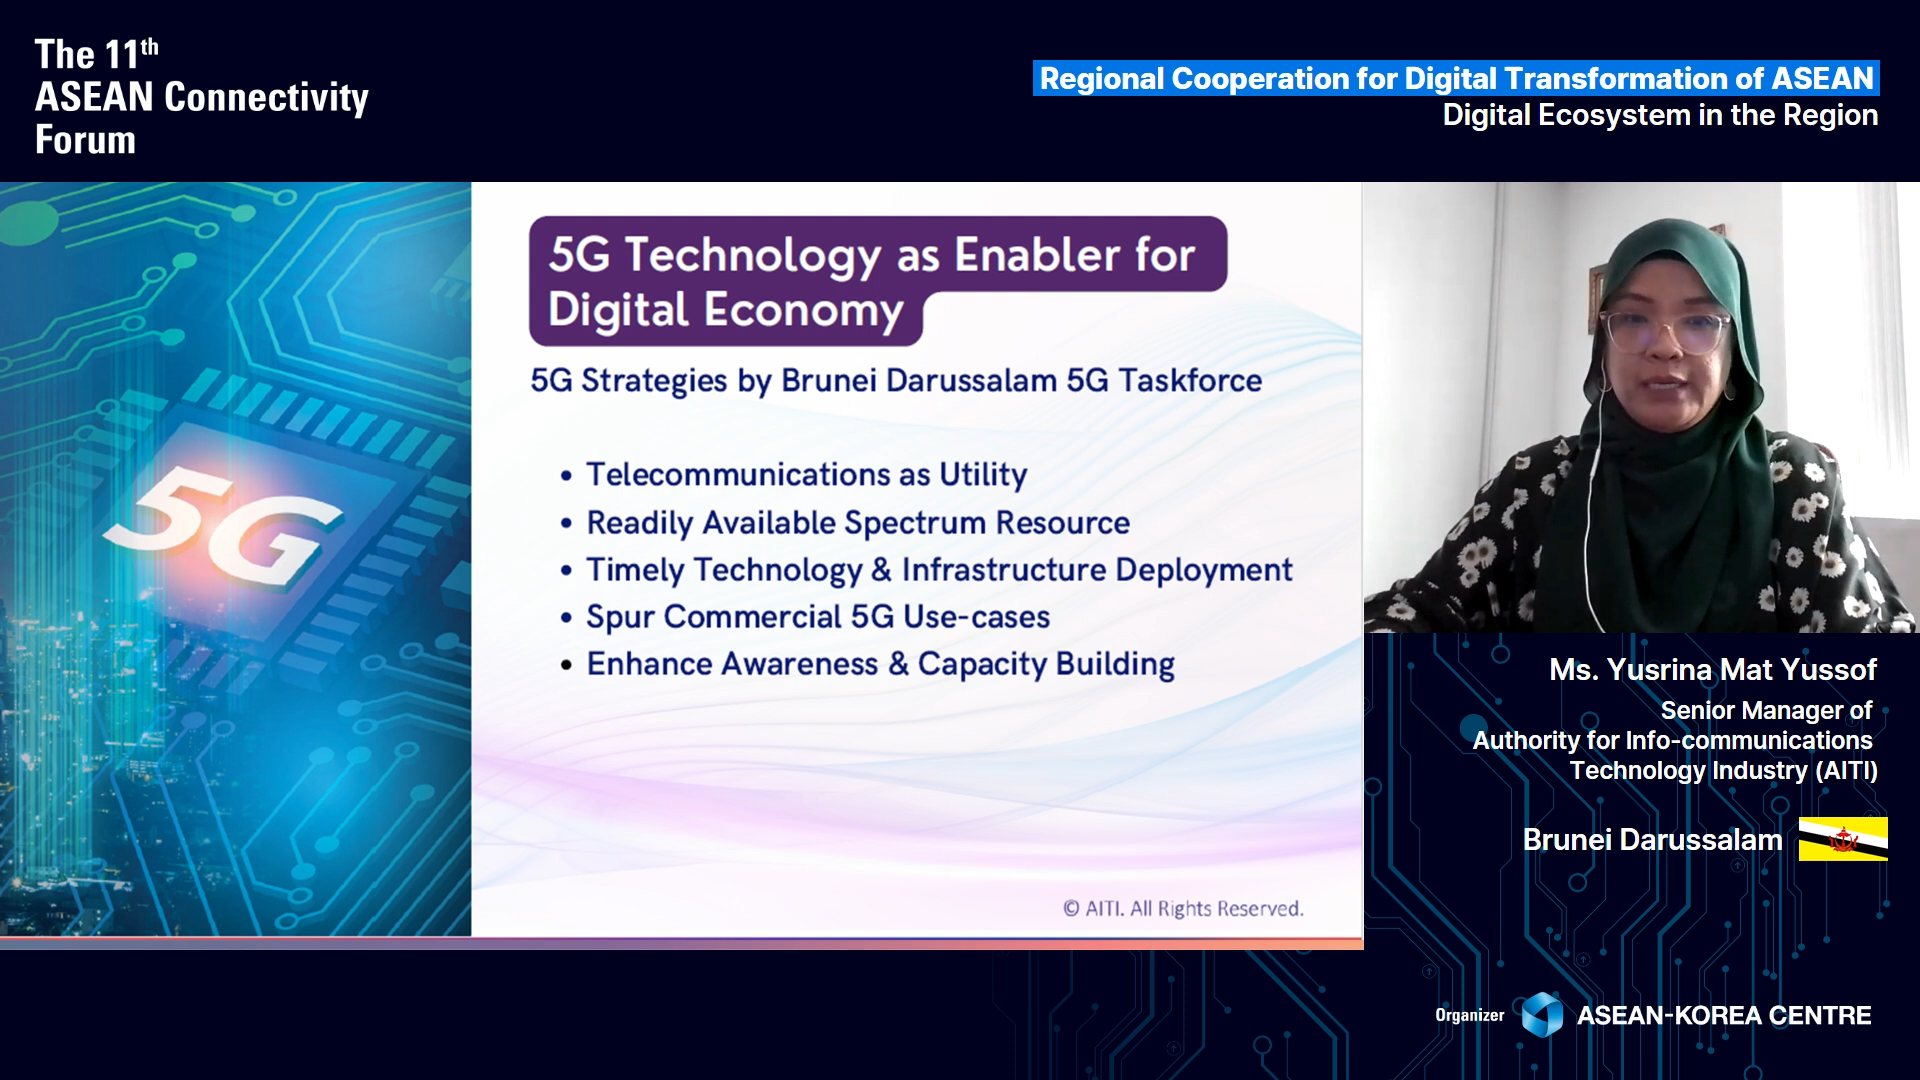 The 11th
ASEAN Connectivity
Forum
Regional Cooperation for Digital Transformation of ASEAN
Digital Ecosystem in the Region
5G
5G Technology as Enabler for
Digital Economy
5G Strategies by Brunei Darussalam 5G Taskforce
• Telecommunications as Utility
• Readily Available Spectrum Resource
• Timely Technology & Infrastructure Deployment
• Spur Commercial 5G Use-cases
• Enhance Awareness & Capacity Building
© AITI. All Rights Reserved.
Ms. Yusrina Mat Yussof
Senior Manager of
Authority for Info-communications
Technology Industry (AITI)
Brunei Darussalam
Organizer ASEAN-KOREA CENTRE